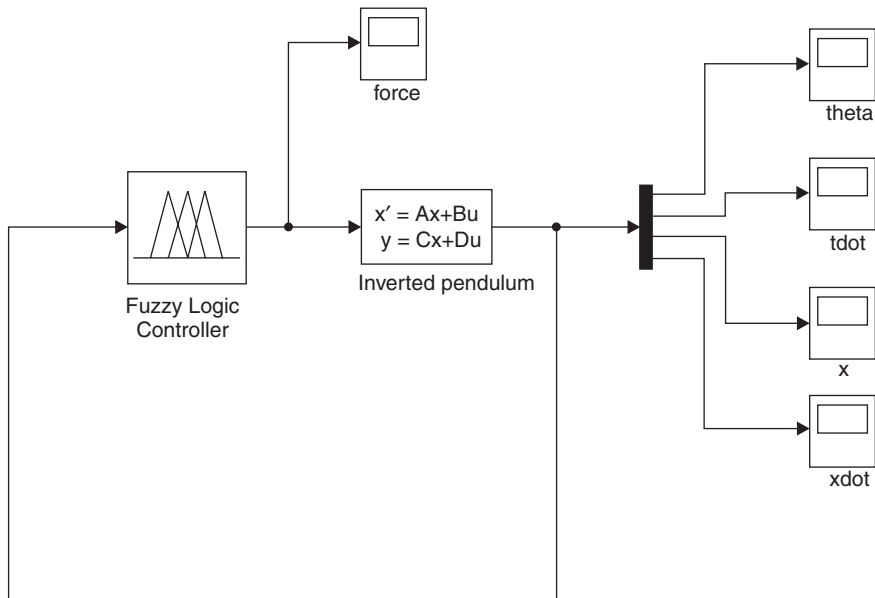 force
theta
x′ = Ax+Bu
y = Cx+Du
tdot
Inverted pendulum
Fuzzy Logic
Controller
x
xdot